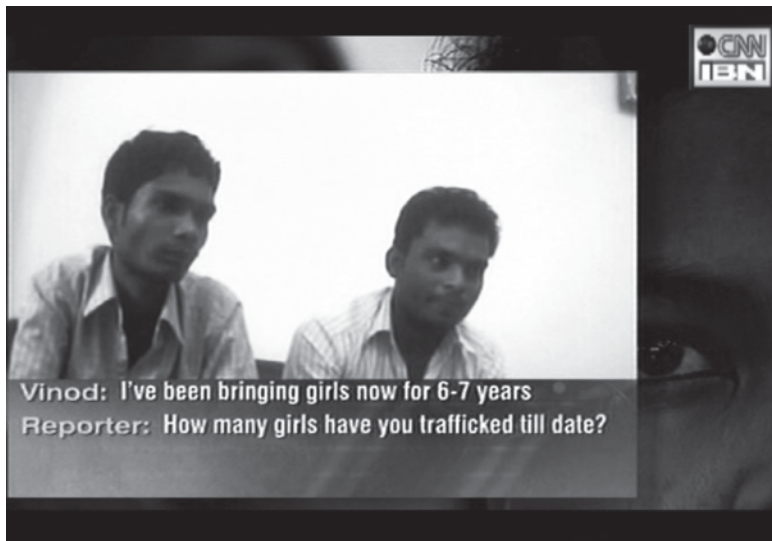 CNN
IBN
Vinod: I've been bringing girls now for 6-7 years
Reporter: How many girls have you trafficked till date?